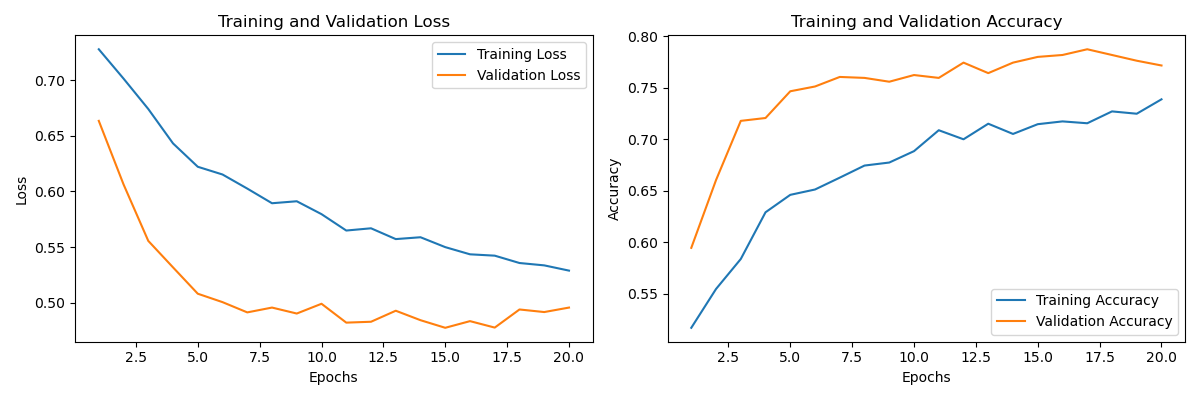 Training and Validation Loss
Training Loss
Validation Loss
Loss
0.70
0.65
0.60
0.55
0.50
2.5 5.0 7.5 10.0 12.5 15.0 17.5 20.0
Epochs
Training and Validation Accuracy
Accuracy
0.80
0.75
0.70
0.65
0.60
0.55
Training Accuracy
Validation Accuracy
2.5 5.0 7.5 10.0 12.5 15.0 17.5 20.0
Epochs